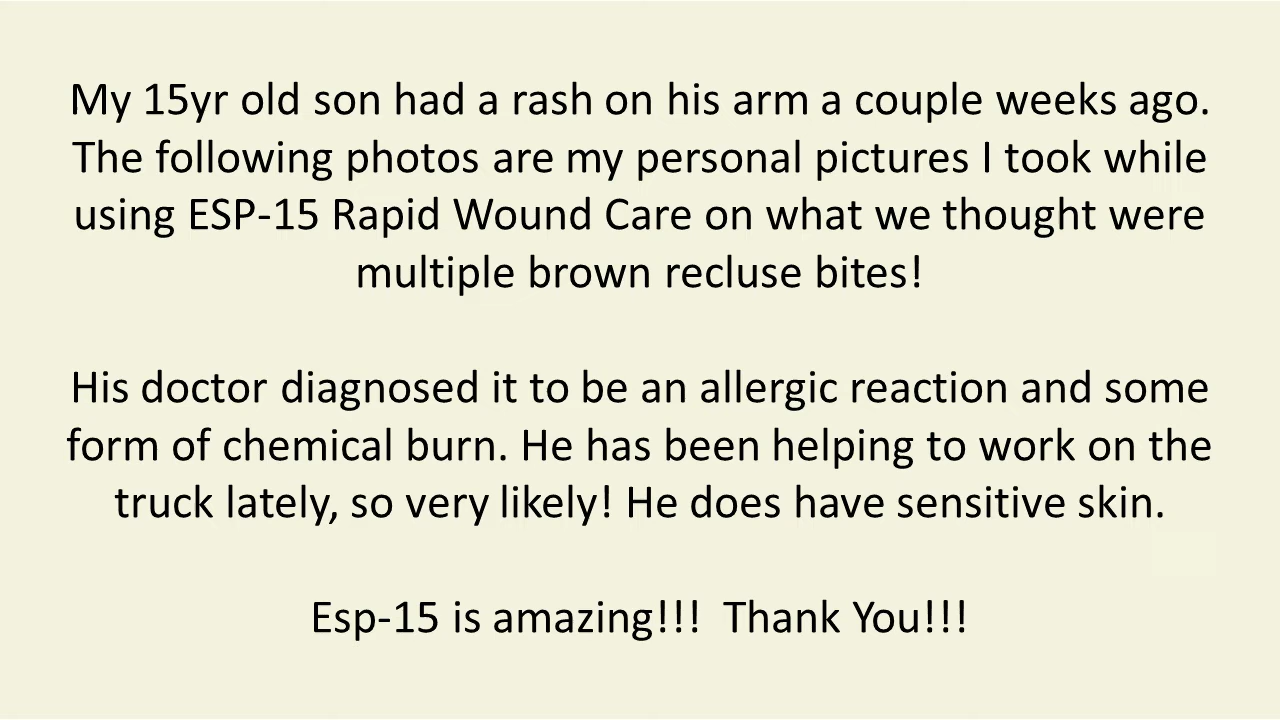 My 15yr old son had a rash on his arm a couple weeks ago.
The following photos are my personal pictures I took while
using ESP-15 Rapid Wound Care on what we thought were
multiple brown recluse bites!
His doctor diagnosed it to be an allergic reaction and some
form of chemical burn. He has been helping to work on the
truck lately, so very likely! He does have sensitive skin.
Esp-15 is amazing!!!  Thank You!!!